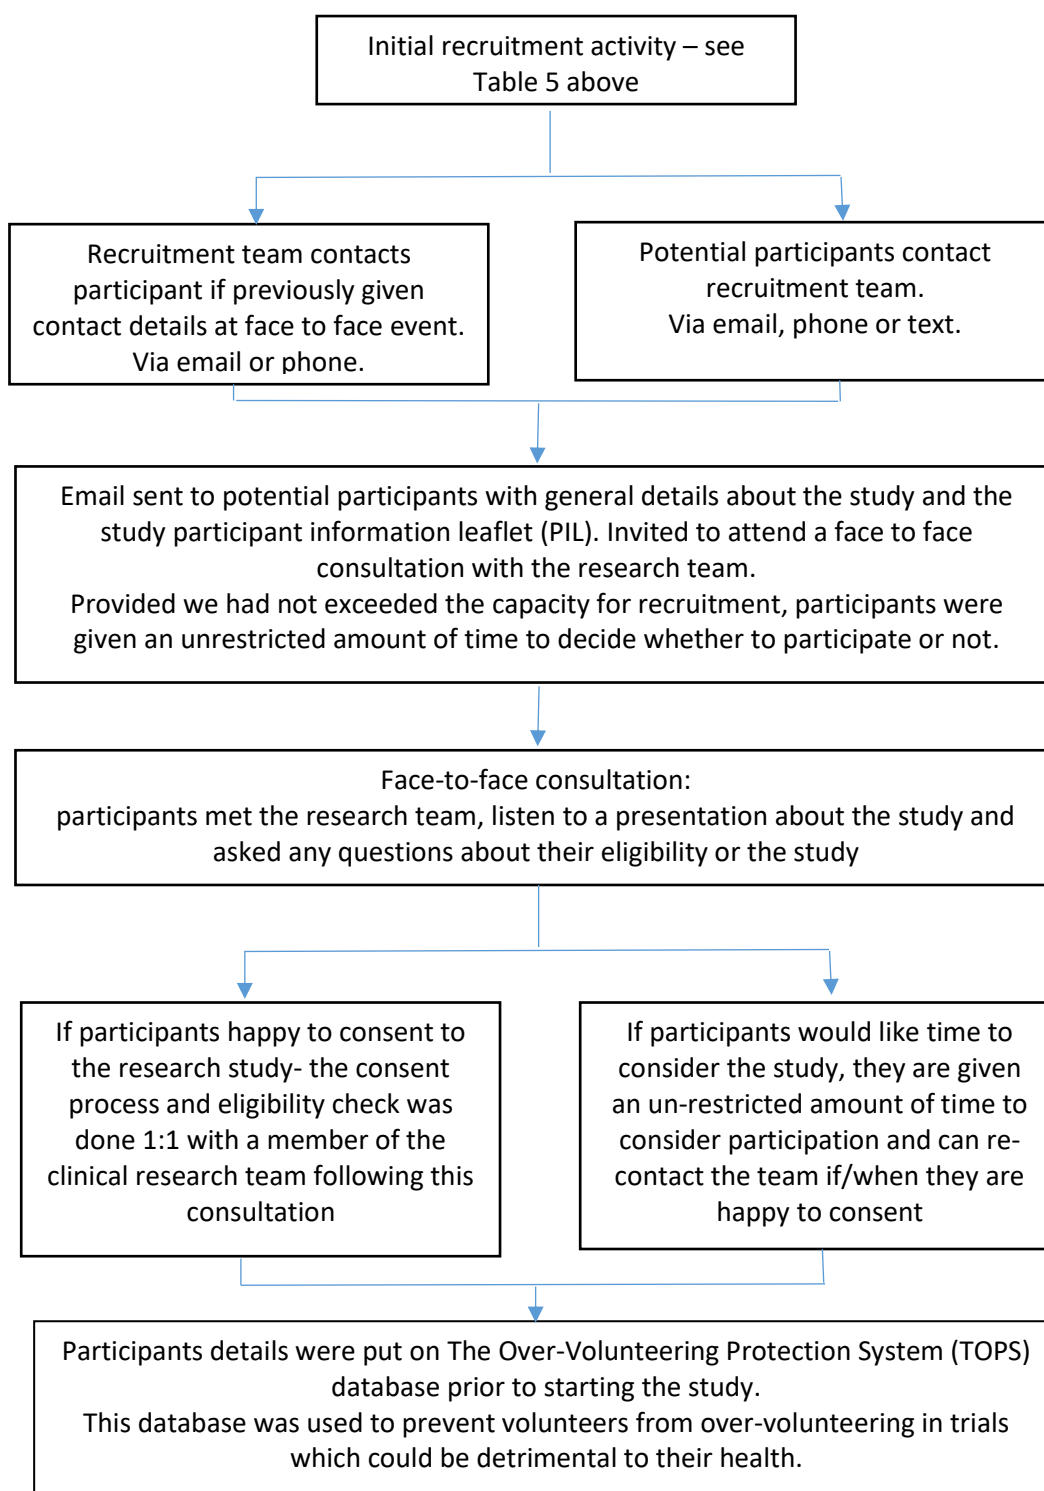 Initial recruitment activity – see
Table 5 above
Recruitment team contacts
participant if previously given
contact details at face to face event.
Via email or phone.
Potential participants contact
recruitment team.
Via email, phone or text.
Email sent to potential participants with general details about the study and the
study participant information leaflet (PIL). Invited to attend a face to face
consultation with the research team.
Provided we had not exceeded the capacity for recruitment, participants were
given an unrestricted amount of time to decide whether to participate or not.
Face-to-face consultation:
participants met the research team, listen to a presentation about the study and
asked any questions about their eligibility or the study
If participants happy to consent to
the research study- the consent
process and eligibility check was
done 1:1 with a member of the
clinical research team following this
consultation
If participants would like time to
consider the study, they are given
an un-restricted amount of time to
consider participation and can re-
contact the team if/when they are
happy to consent
Participants details were put on The Over-Volunteering Protection System (TOPS)
database prior to starting the study.
This database was used to prevent volunteers from over-volunteering in trials
which could be detrimental to their health.